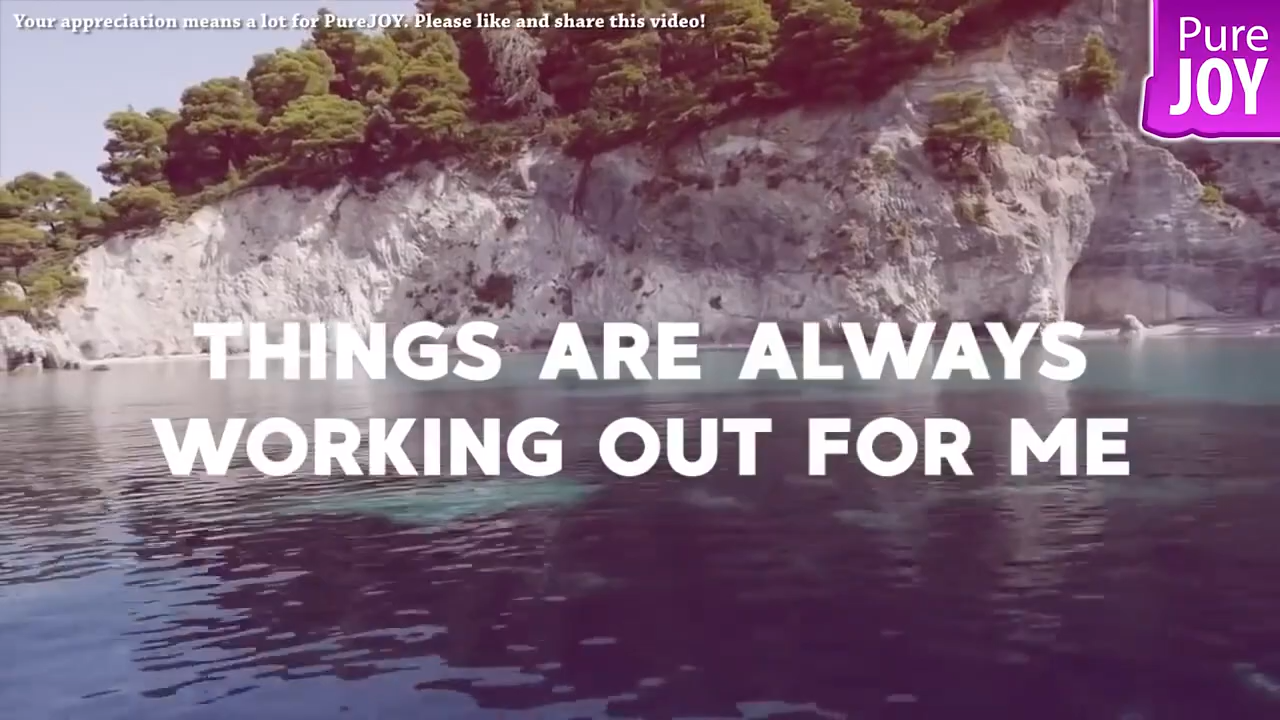 Your appreciation means a lot for PureJOY. Please like and share this video!
Pure
JOY
THINGS ARE ALWAYS
WORKING OUT FOR ME